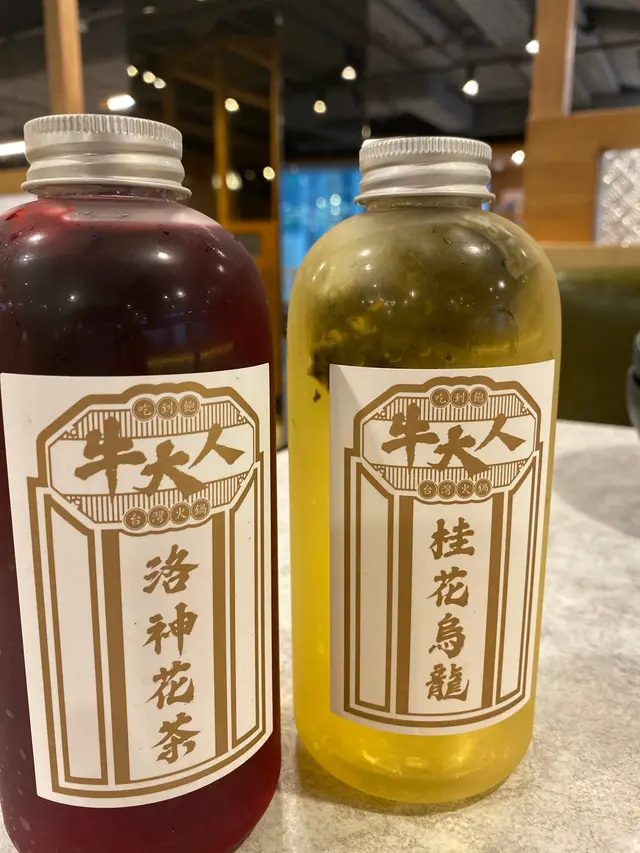 吃到飽
牛大人
台灣火鍋
洛神花茶
吃到飽
牛大人
台灣火鍋
桂花烏龍